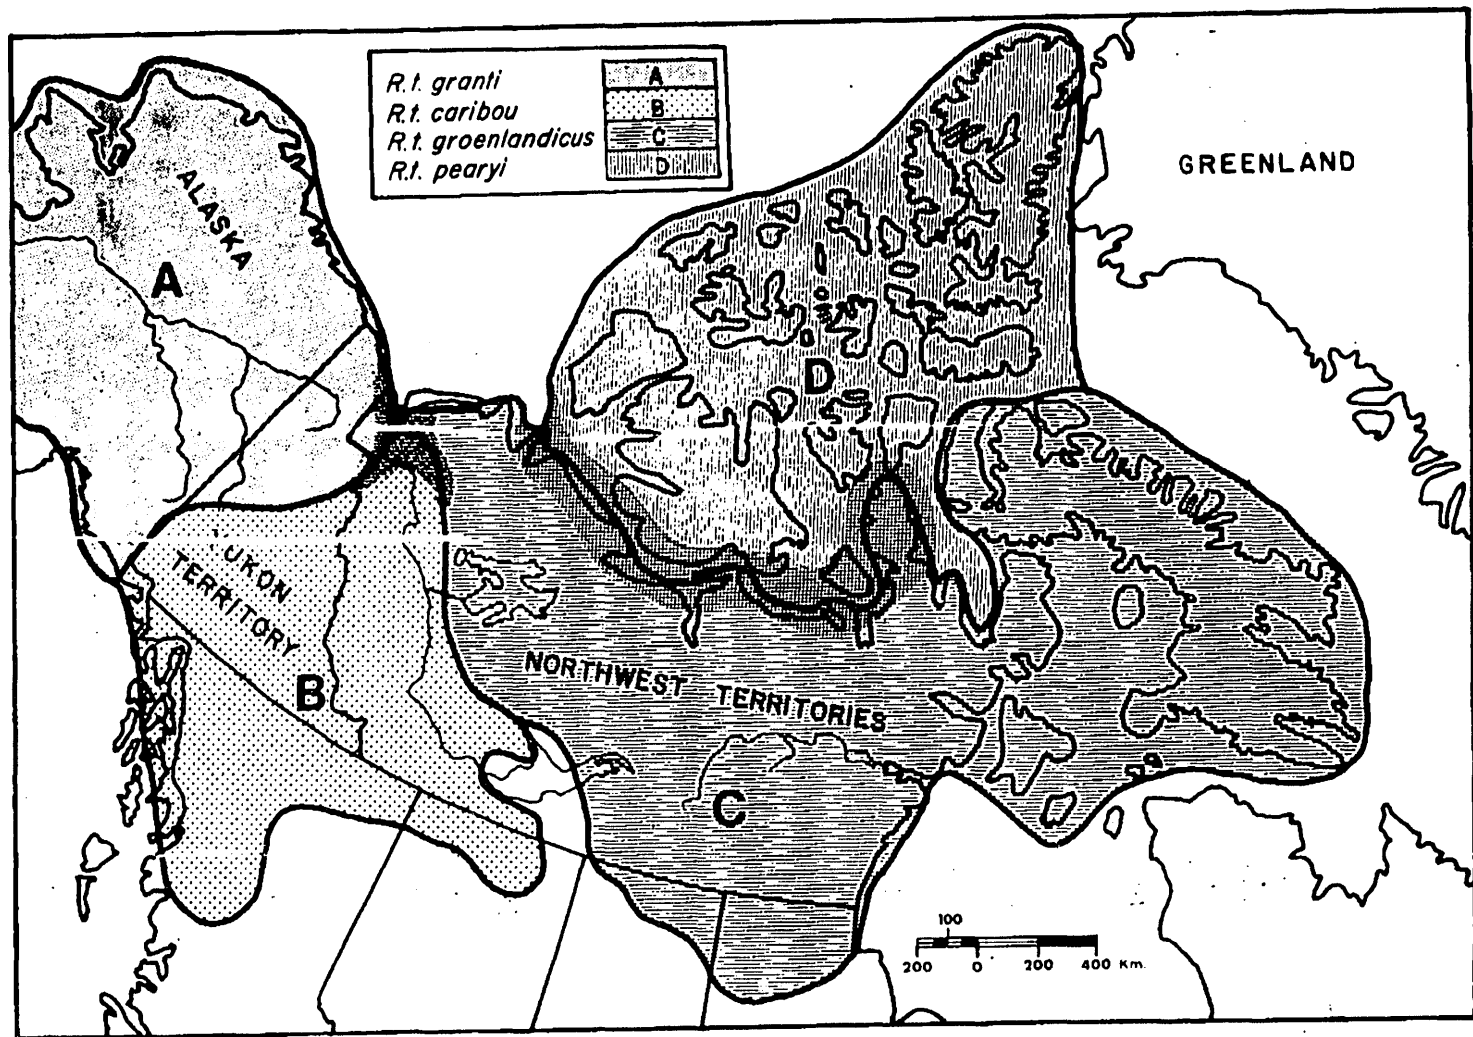 R.t. granti A
R.t. caribou B
R.t. groenlandicus C
R.t. pearyi D
GREENLAND
ALASKA
A
D
UKON
TERRITORY
B
NORTHWEST TERRITORIES
C
100
200 0 200 400 Km.